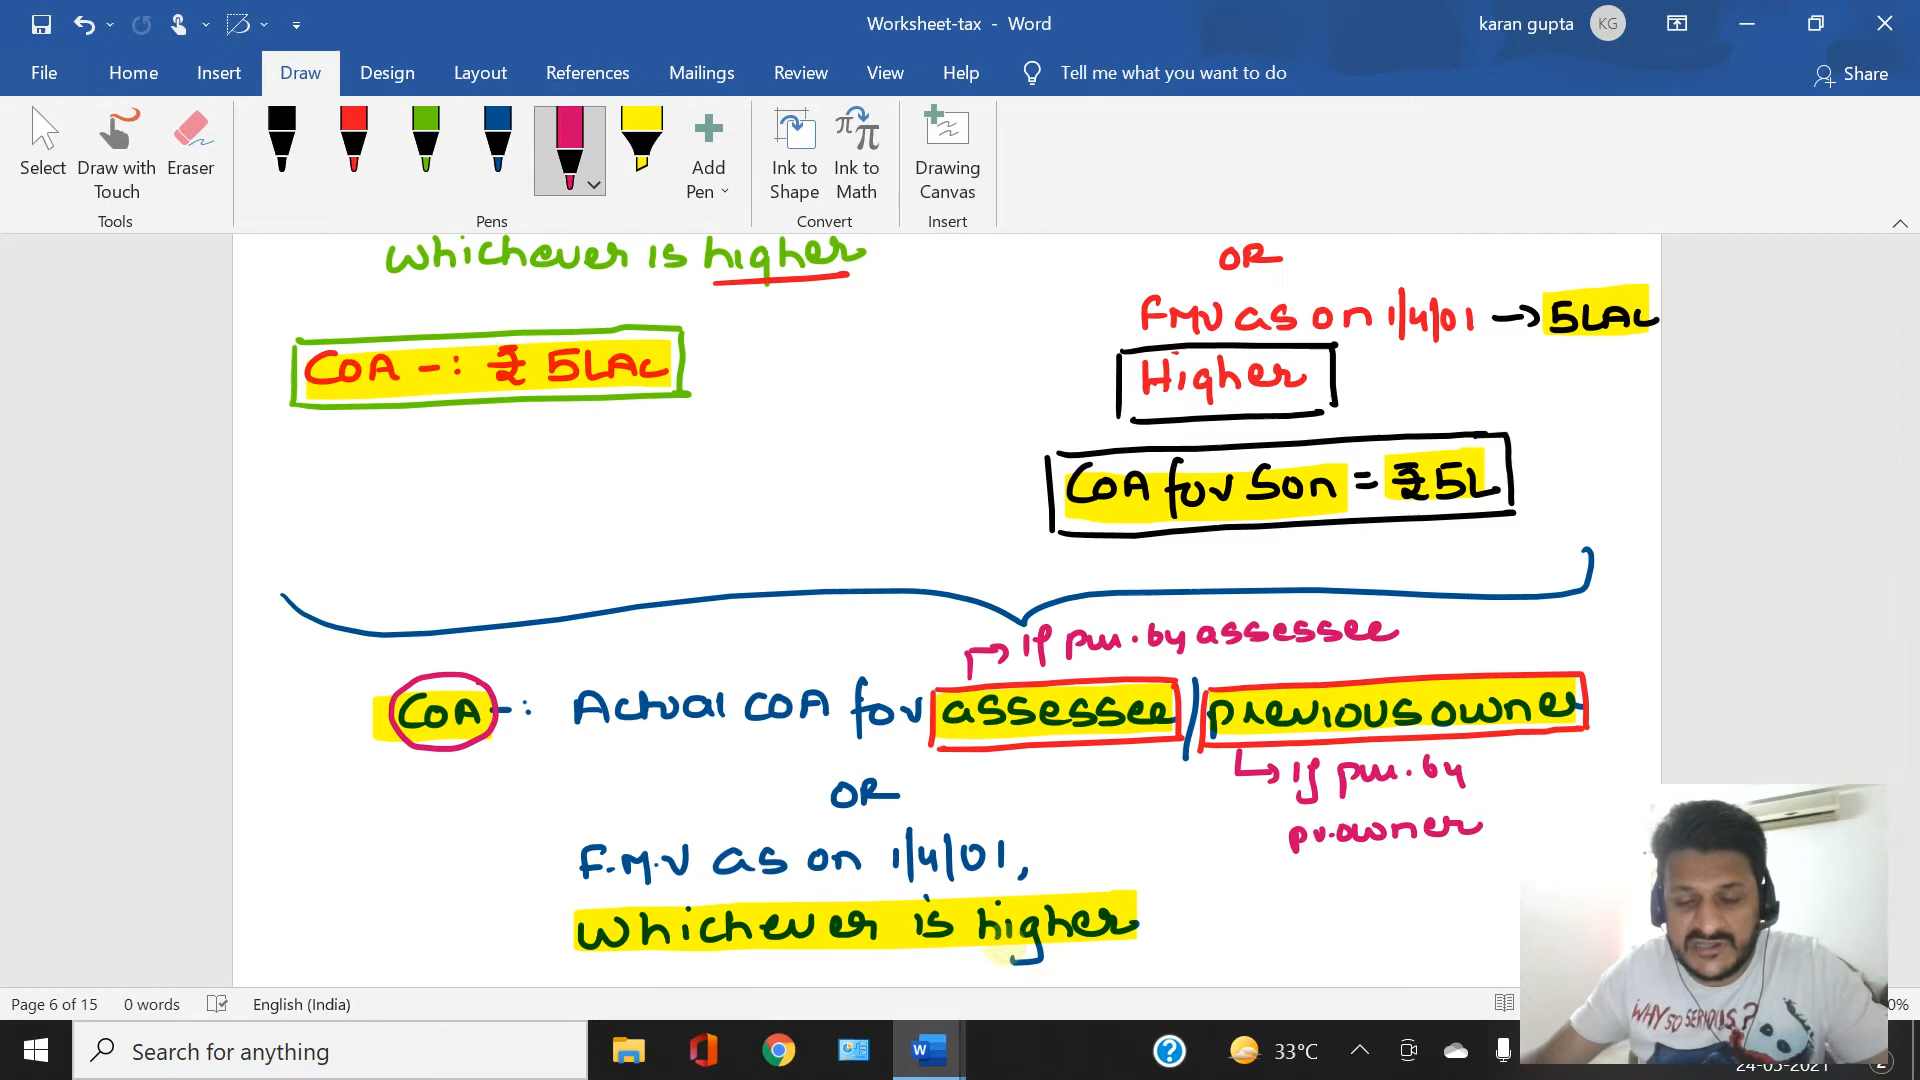 Worksheet-tax - Word
karan gupta
KG
File Home Insert Draw Design Layout References Mailings Review View Help Tell me what you want to do Share
Select
Draw with Touch
Eraser
Add Pen
Ink to Shape
Ink to Math
Drawing Canvas
Tools Pens Convert Insert
Whichever is higher
COA -: ₹ 5LAC
OR
FMV as on 1/4/01 → 5LAC
Higher
COA for Son = ₹5L
If pur. by assessee
COA -: Actual COA for assessee / previous owner
If pur. by
pr. owner
OR
F.M.V as on 1/4/01,
Whichever is higher
WHY SO SERIOUS?
Page 6 of 15 0 words English (India)
Search for anything
33°C